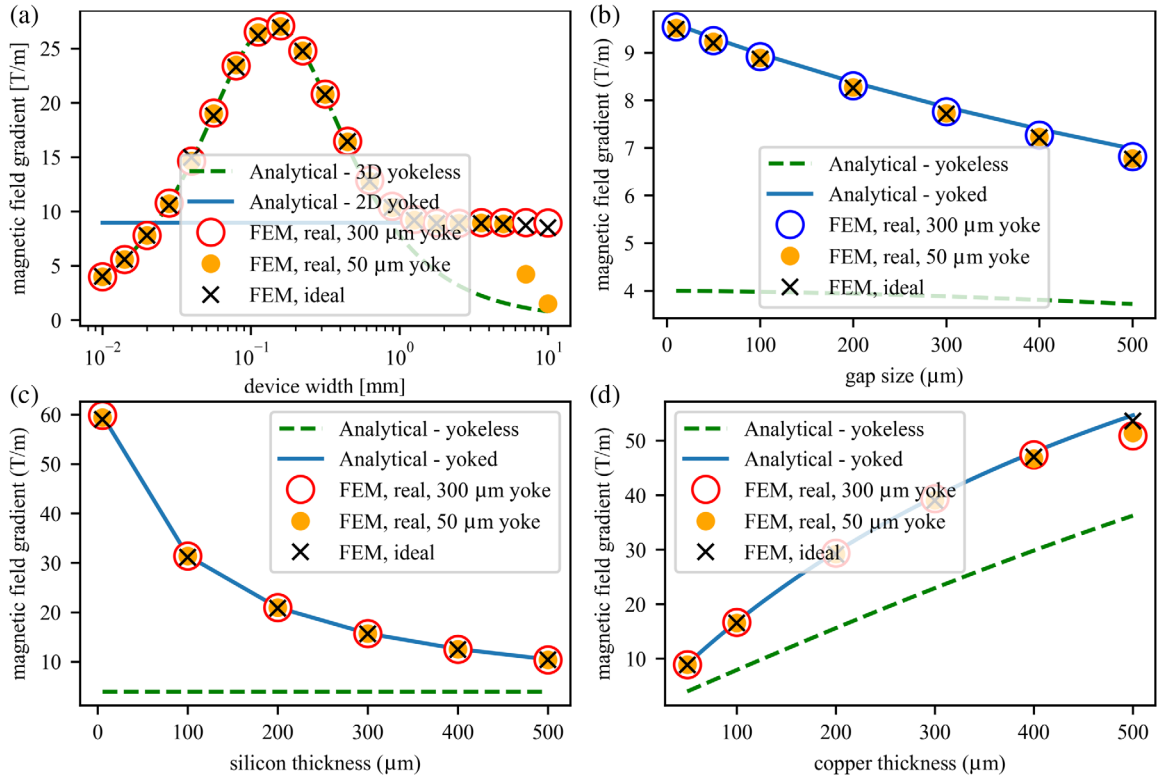 (a)
magnetic field gradient [T/m]
25
20
15
10
5
0
Analytical - 3D yokeless
Analytical - 2D yoked
FEM, real, 300 µm yoke
FEM, real, 50 µm yoke
FEM, ideal
10⁻² 10⁻¹ 10⁰ 10¹
device width [mm]
(b)
magnetic field gradient (T/m)
9
8
7
6
5
4
Analytical - yokeless
Analytical - yoked
FEM, real, 300 µm yoke
FEM, real, 50 µm yoke
FEM, ideal
0 100 200 300 400 500
gap size (µm)
(c)
magnetic field gradient (T/m)
60
50
40
30
20
10
Analytical - yokeless
Analytical - yoked
FEM, real, 300 µm yoke
FEM, real, 50 µm yoke
FEM, ideal
0 100 200 300 400 500
silicon thickness (µm)
(d)
magnetic field gradient (T/m)
50
40
30
20
10
Analytical - yokeless
Analytical - yoked
FEM, real, 300 µm yoke
FEM, real, 50 µm yoke
FEM, ideal
100 200 300 400 500
copper thickness (µm)